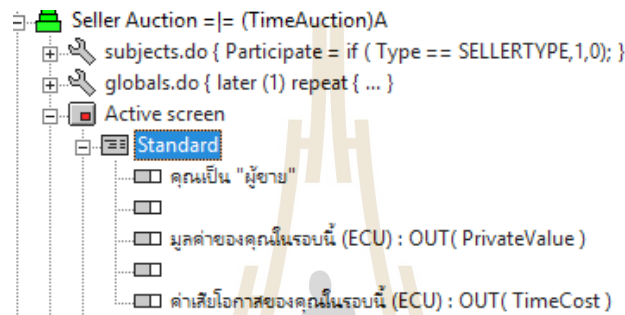 Seller Auction =|= (TimeAuction)A
subjects.do { Participate = if ( Type == SELLERTYPE,1,0); }
globals.do { later (1) repeat { ... }
Active screen
Standard
คุณเป็น "ผู้ขาย"
มูลค่าของคุณในรอบนี้ (ECU) : OUT( PrivateValue )
ค่าเสียโอกาสของคุณในรอบนี้ (ECU) : OUT( TimeCost )